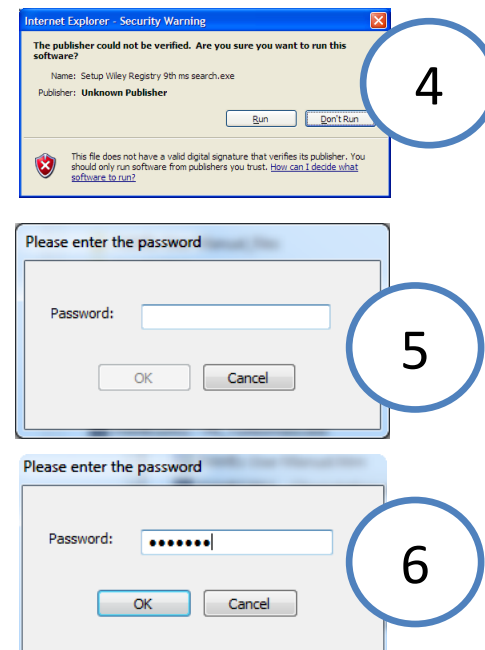 Internet Explorer - Security Warning
The publisher could not be verified. Are you sure you want to run this
software?
Name: Setup Wiley Registry 9th ms search.exe
Publisher: Unknown Publisher
Run Don't Run
This file does not have a valid digital signature that verifies its publisher. You
should only run software from publishers you trust. How can I decide what
software to run?
4
Please enter the password
Password:
OK Cancel
5
Please enter the password
Password: •••••••
OK Cancel
6